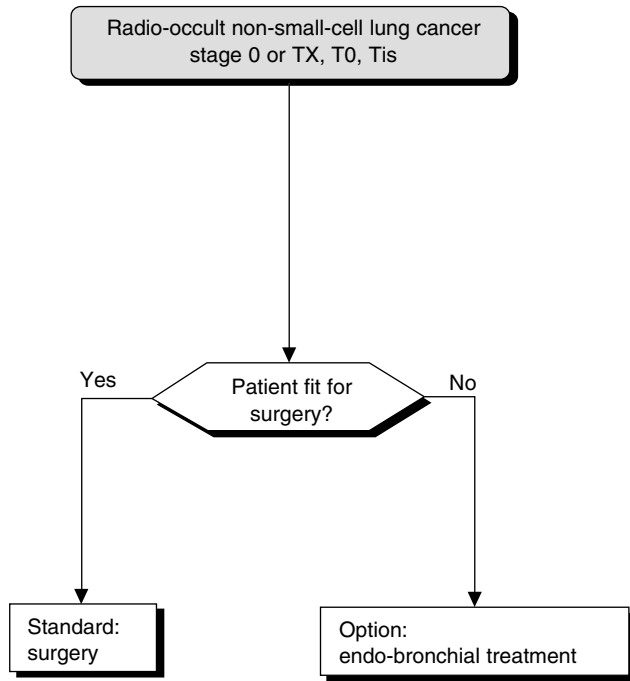 Radio-occult non-small-cell lung cancer
stage 0 or TX, T0, Tis
Yes
Patient fit for
surgery?
No
Standard:
surgery
Option:
endo-bronchial treatment